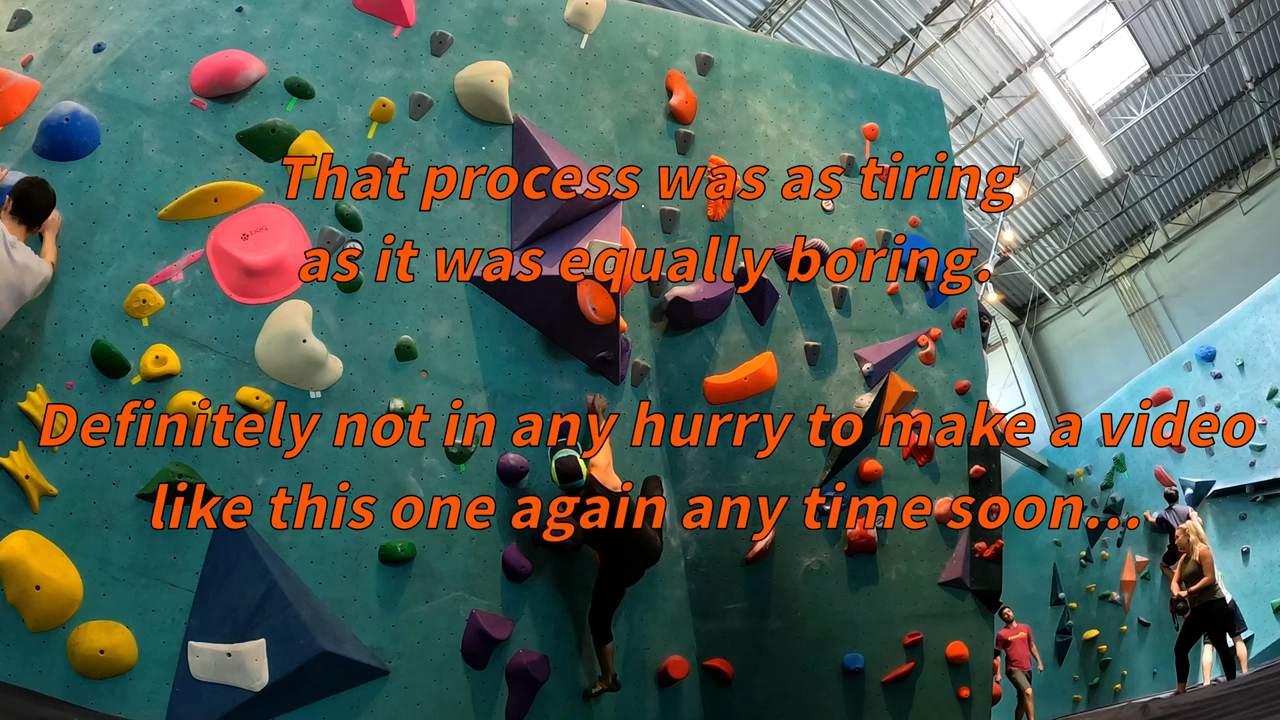 That process was as tiring
as it was equally boring.
Definitely not in any hurry to make a video
like this one again any time soon...